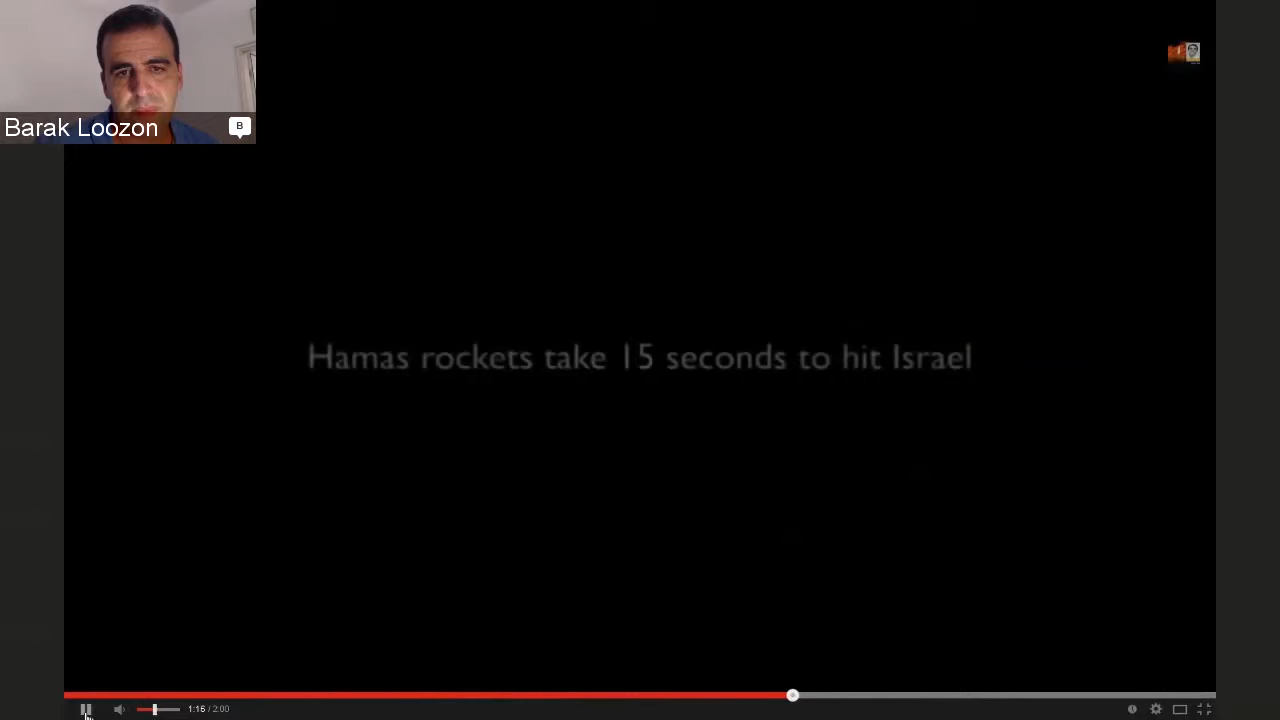 Barak Loozon
B
Hamas rockets take 15 seconds to hit Israel
1:16 / 2:00